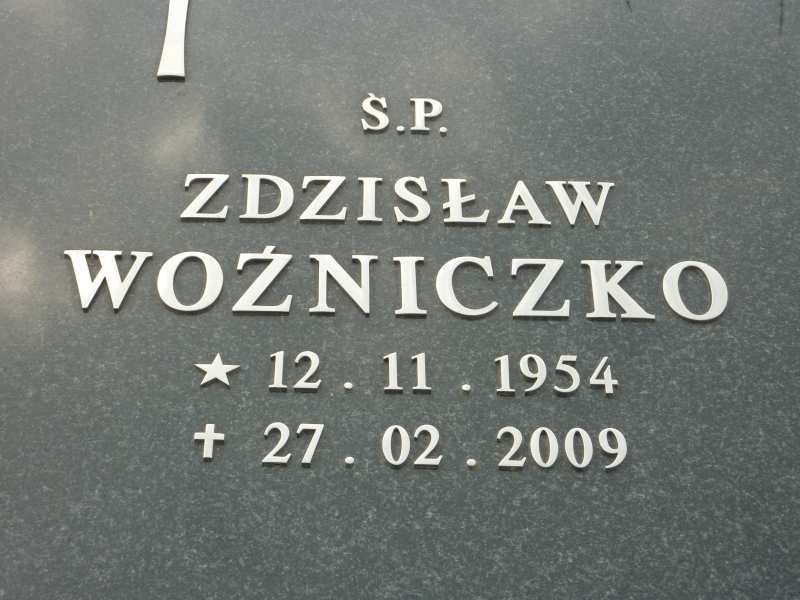 Ś.P.
ZDZISŁAW
WOŹNICZKO
★ 12.11.1954
✝ 27.02.2009